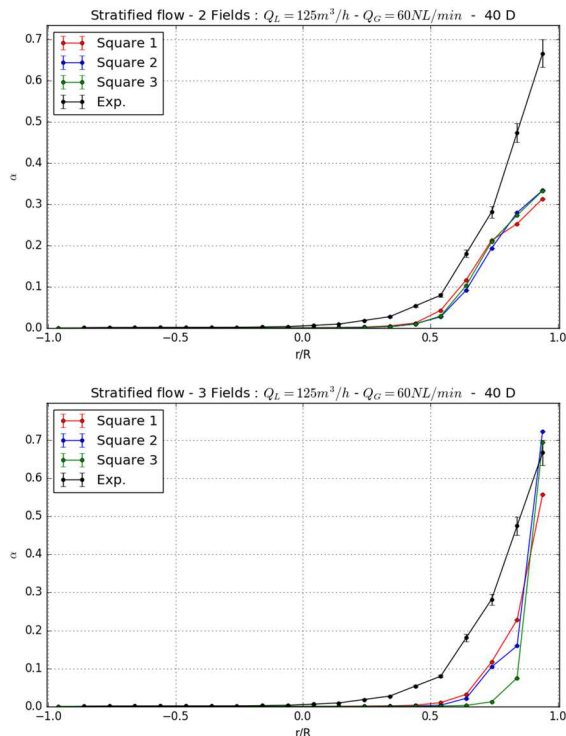 Stratified flow - 2 Fields : Q_L = 125m^3/h - Q_G = 60NL/min - 40 D
0.7
0.6
0.5
0.4
0.3
0.2
0.1
0.0
α
Square 1
Square 2
Square 3
Exp.
−1.0 −0.5 0.0 0.5 1.0
r/R
Stratified flow - 3 Fields : Q_L = 125m^3/h - Q_G = 60NL/min - 40 D
0.7
0.6
0.5
0.4
0.3
0.2
0.1
0.0
α
Square 1
Square 2
Square 3
Exp.
−1.0 −0.5 0.0 0.5 1.0
r/R